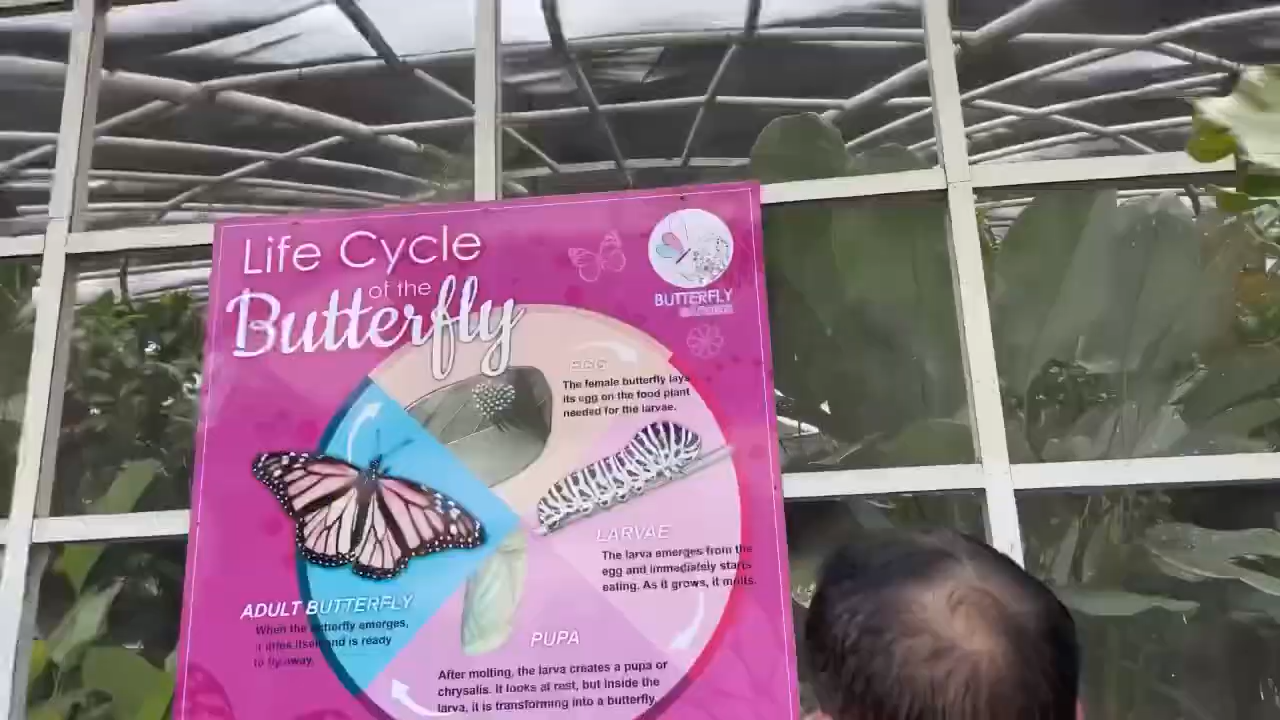 Life Cycle
of the
Butterfly
BUTTERFLY
EGG
The female butterfly lays
its egg on the food plant
needed for the larvae.
LARVAE
The larva emerges from the
egg and immediately starts
eating. As it grows, it molts.
ADULT BUTTERFLY
When the butterfly emerges,
it dries itself and is ready
to fly away.
PUPA
After molting, the larva creates a pupa or
chrysalis. It looks at rest, but inside the
larva, it is transforming into a butterfly.